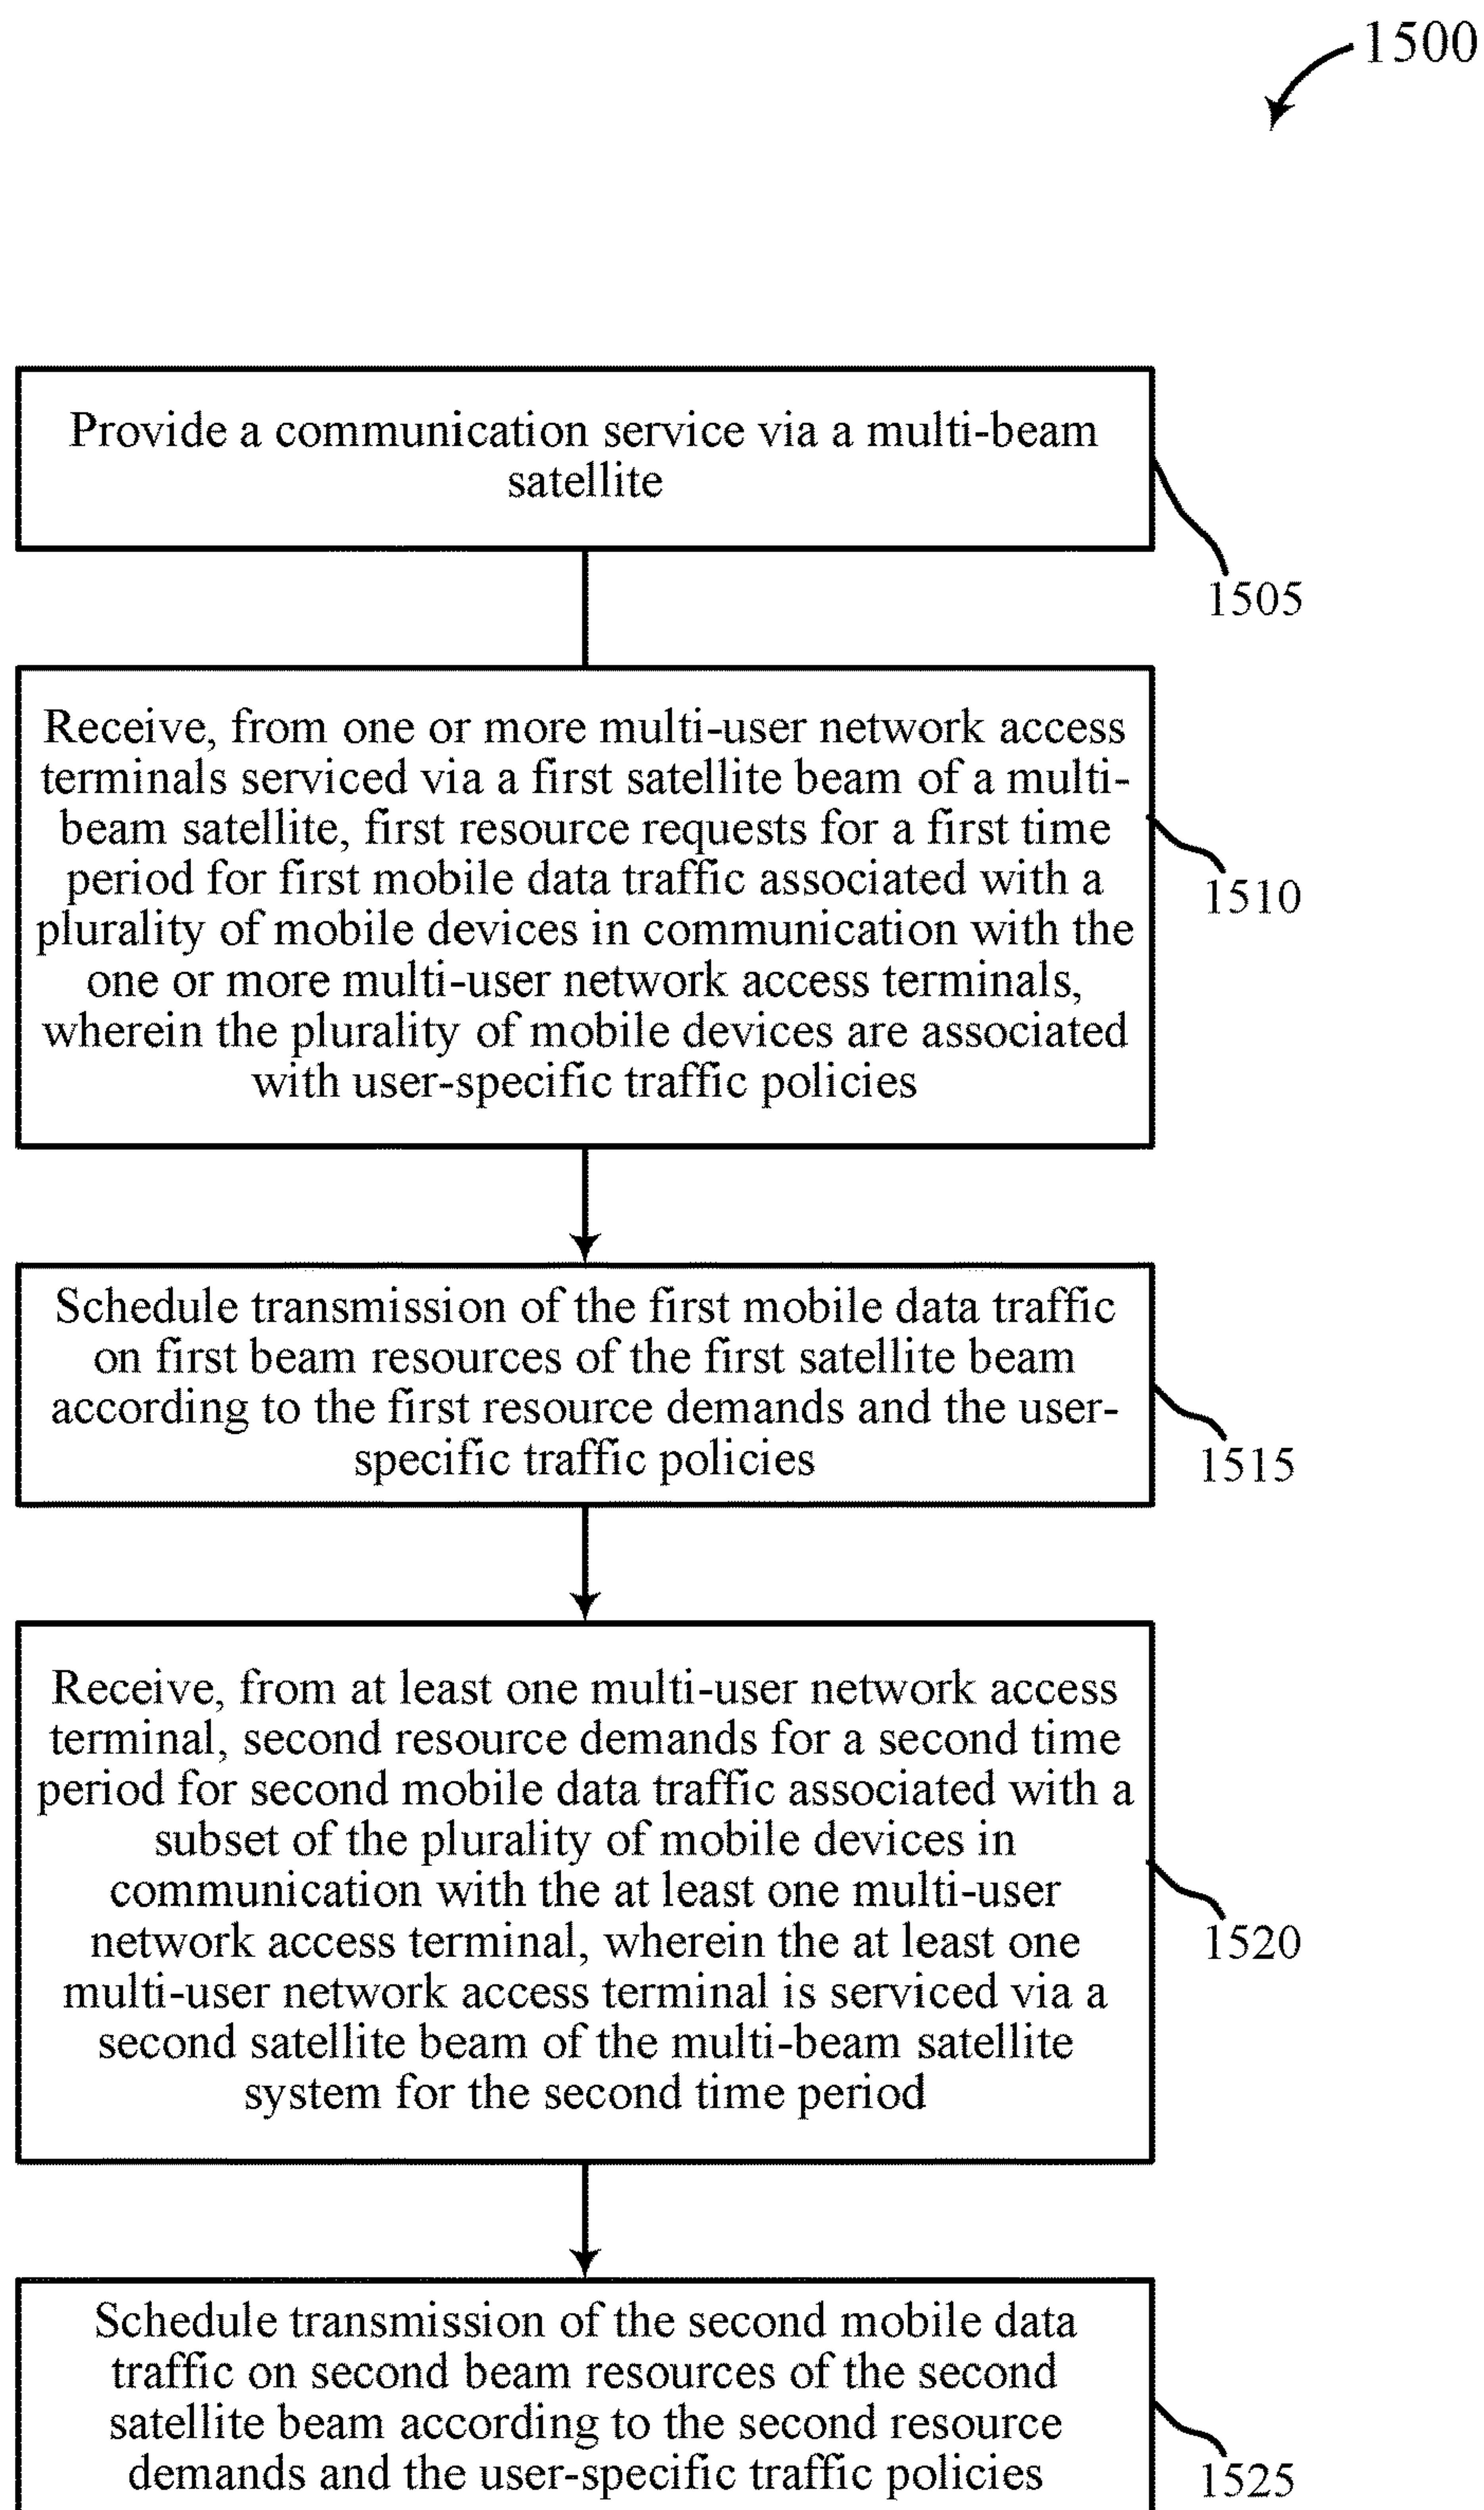 1500
Provide a communication service via a multi-beam
satellite
1505
Receive, from one or more multi-user network access
terminals serviced via a first satellite beam of a multi-
beam satellite, first resource requests for a first time
period for first mobile data traffic associated with a
plurality of mobile devices in communication with the
one or more multi-user network access terminals,
wherein the plurality of mobile devices are associated
with user-specific traffic policies
1510
Schedule transmission of the first mobile data traffic
on first beam resources of the first satellite beam
according to the first resource demands and the user-
specific traffic policies
1515
Receive, from at least one multi-user network access
terminal, second resource demands for a second time
period for second mobile data traffic associated with a
subset of the plurality of mobile devices in
communication with the at least one multi-user
network access terminal, wherein the at least one
multi-user network access terminal is serviced via a
second satellite beam of the multi-beam satellite
system for the second time period
1520
Schedule transmission of the second mobile data
traffic on second beam resources of the second
satellite beam according to the second resource
demands and the user-specific traffic policies
1525